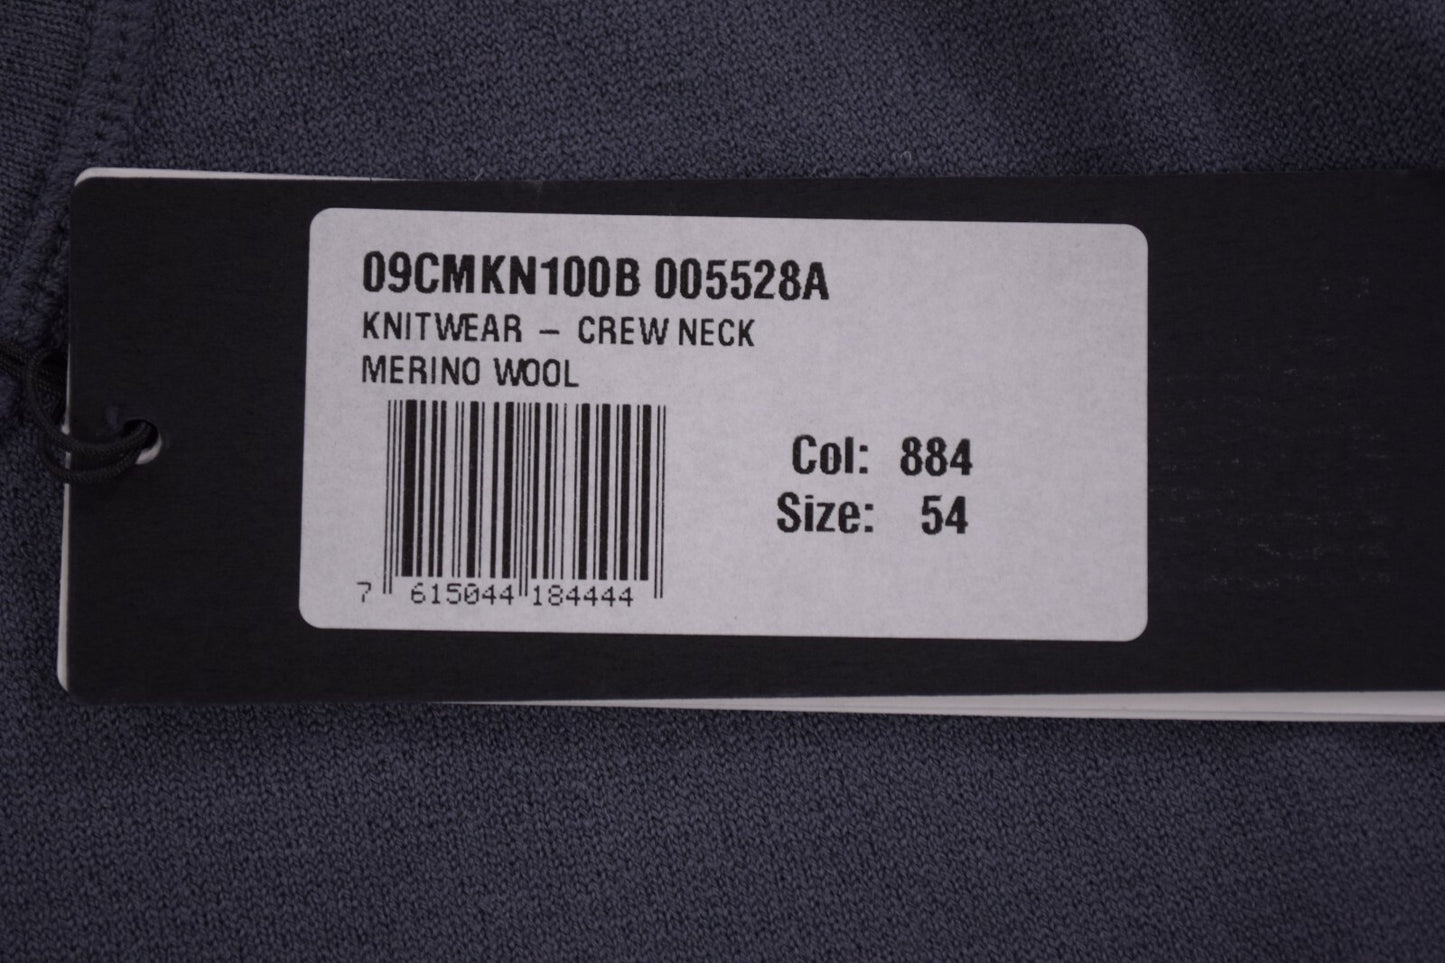 09CMKN100B 005528A
KNITWEAR – CREW NECK
MERINO WOOL
Col: 884
Size: 54
7 615044 184444